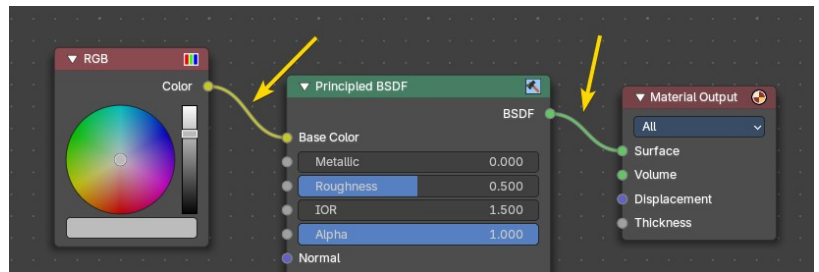 RGB
Color
Principled BSDF
BSDF
Base Color
Metallic 0.000
Roughness 0.500
IOR 1.500
Alpha 1.000
Normal
Material Output
All
Surface
Volume
Displacement
Thickness